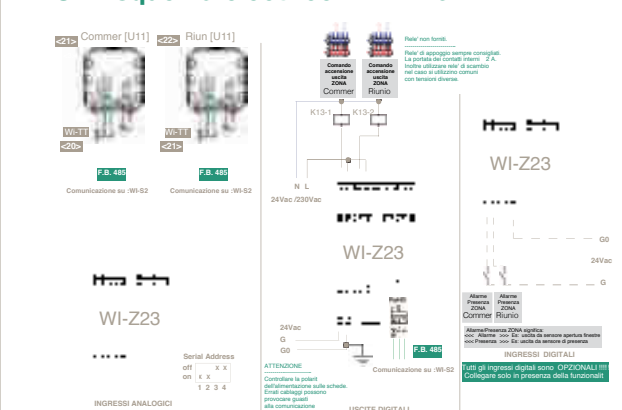 <21> Commer [U11]
<22> Riun [U11]
Wi-TT
<20>
Wi-TT
<21>
F.B. 485
F.B. 485
Comunicazione su :WI-S2
Comunicazione su :WI-S2
WI-Z23
Serial Address
off x x
on x x
1 2 3 4
INGRESSI ANALOGICI
Comando
accensione
uscita
ZONA
Commer
Comando
accensione
uscita
ZONA
Riunio
Rele' non forniti.
Rele' di appoggio sempre consigliati.
La portata dei contatti interni 2 A.
Inoltre utilizzare rele' di scambio
nel caso si utilizzino comuni
con tensioni diverse.
K13-1
K13-2
N L
24Vac /230Vac
WI-Z23
24Vac
G
G0
F.B. 485
Comunicazione su :WI-S2
ATTENZIONE
Controllare la polarit
dell'alimentazione sulle schede.
Errati cablaggi possono
provocare guasti
alla comunicazione
USCITE DIGITALI
WI-Z23
G0
24Vac
G
Allarme
Presenza
ZONA
Commer
Allarme
Presenza
ZONA
Riunio
Allarme/Presenza ZONA significa:
<<< Allarme >>> Es: uscita da sensore apertura finestre
<<< Presenza >>> Es: uscita da sensore di presenza
INGRESSI DIGITALI
Tutti gli ingressi digitali sono OPZIONALI !!!!
Collegare solo in presenza della funzionalit